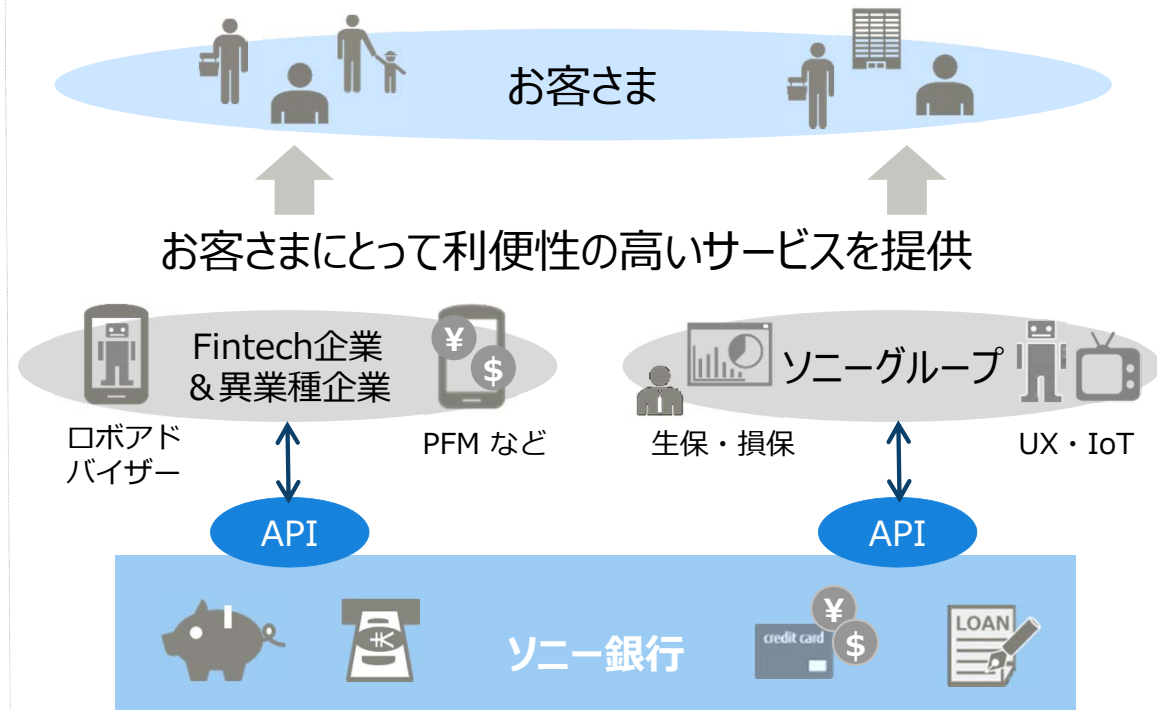 お客さま
お客さまにとって利便性の高いサービスを提供
Fintech企業
＆異業種企業
¥
$
ロボアド
バイザー
PFM など
ソニーグループ
生保・損保
UX・IoT
API
API
ソニー銀行
credit card
¥
$
LOAN